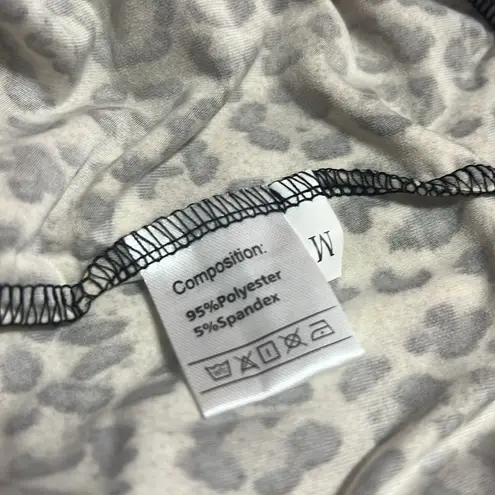 Composition:
95%Polyester
5%Spandex
M